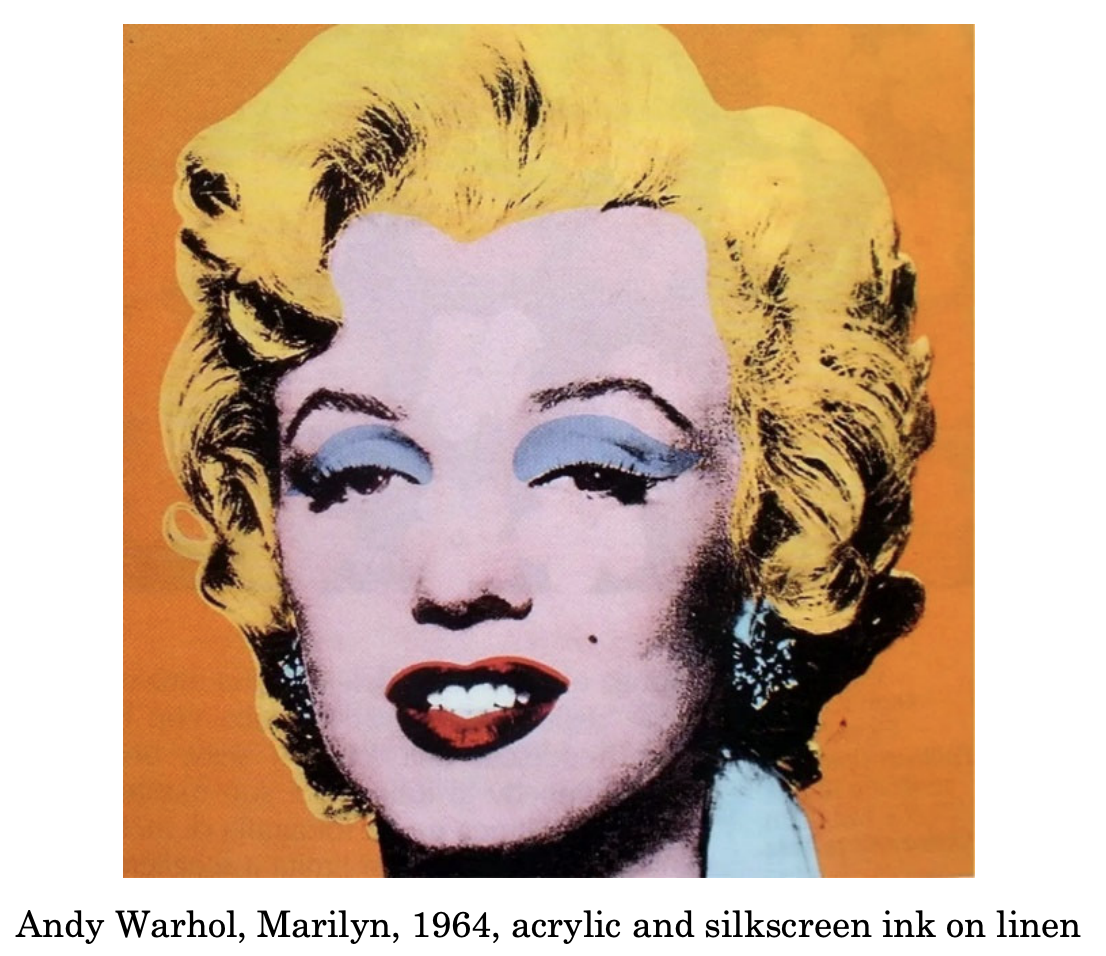 Andy Warhol, Marilyn, 1964, acrylic and silkscreen ink on linen